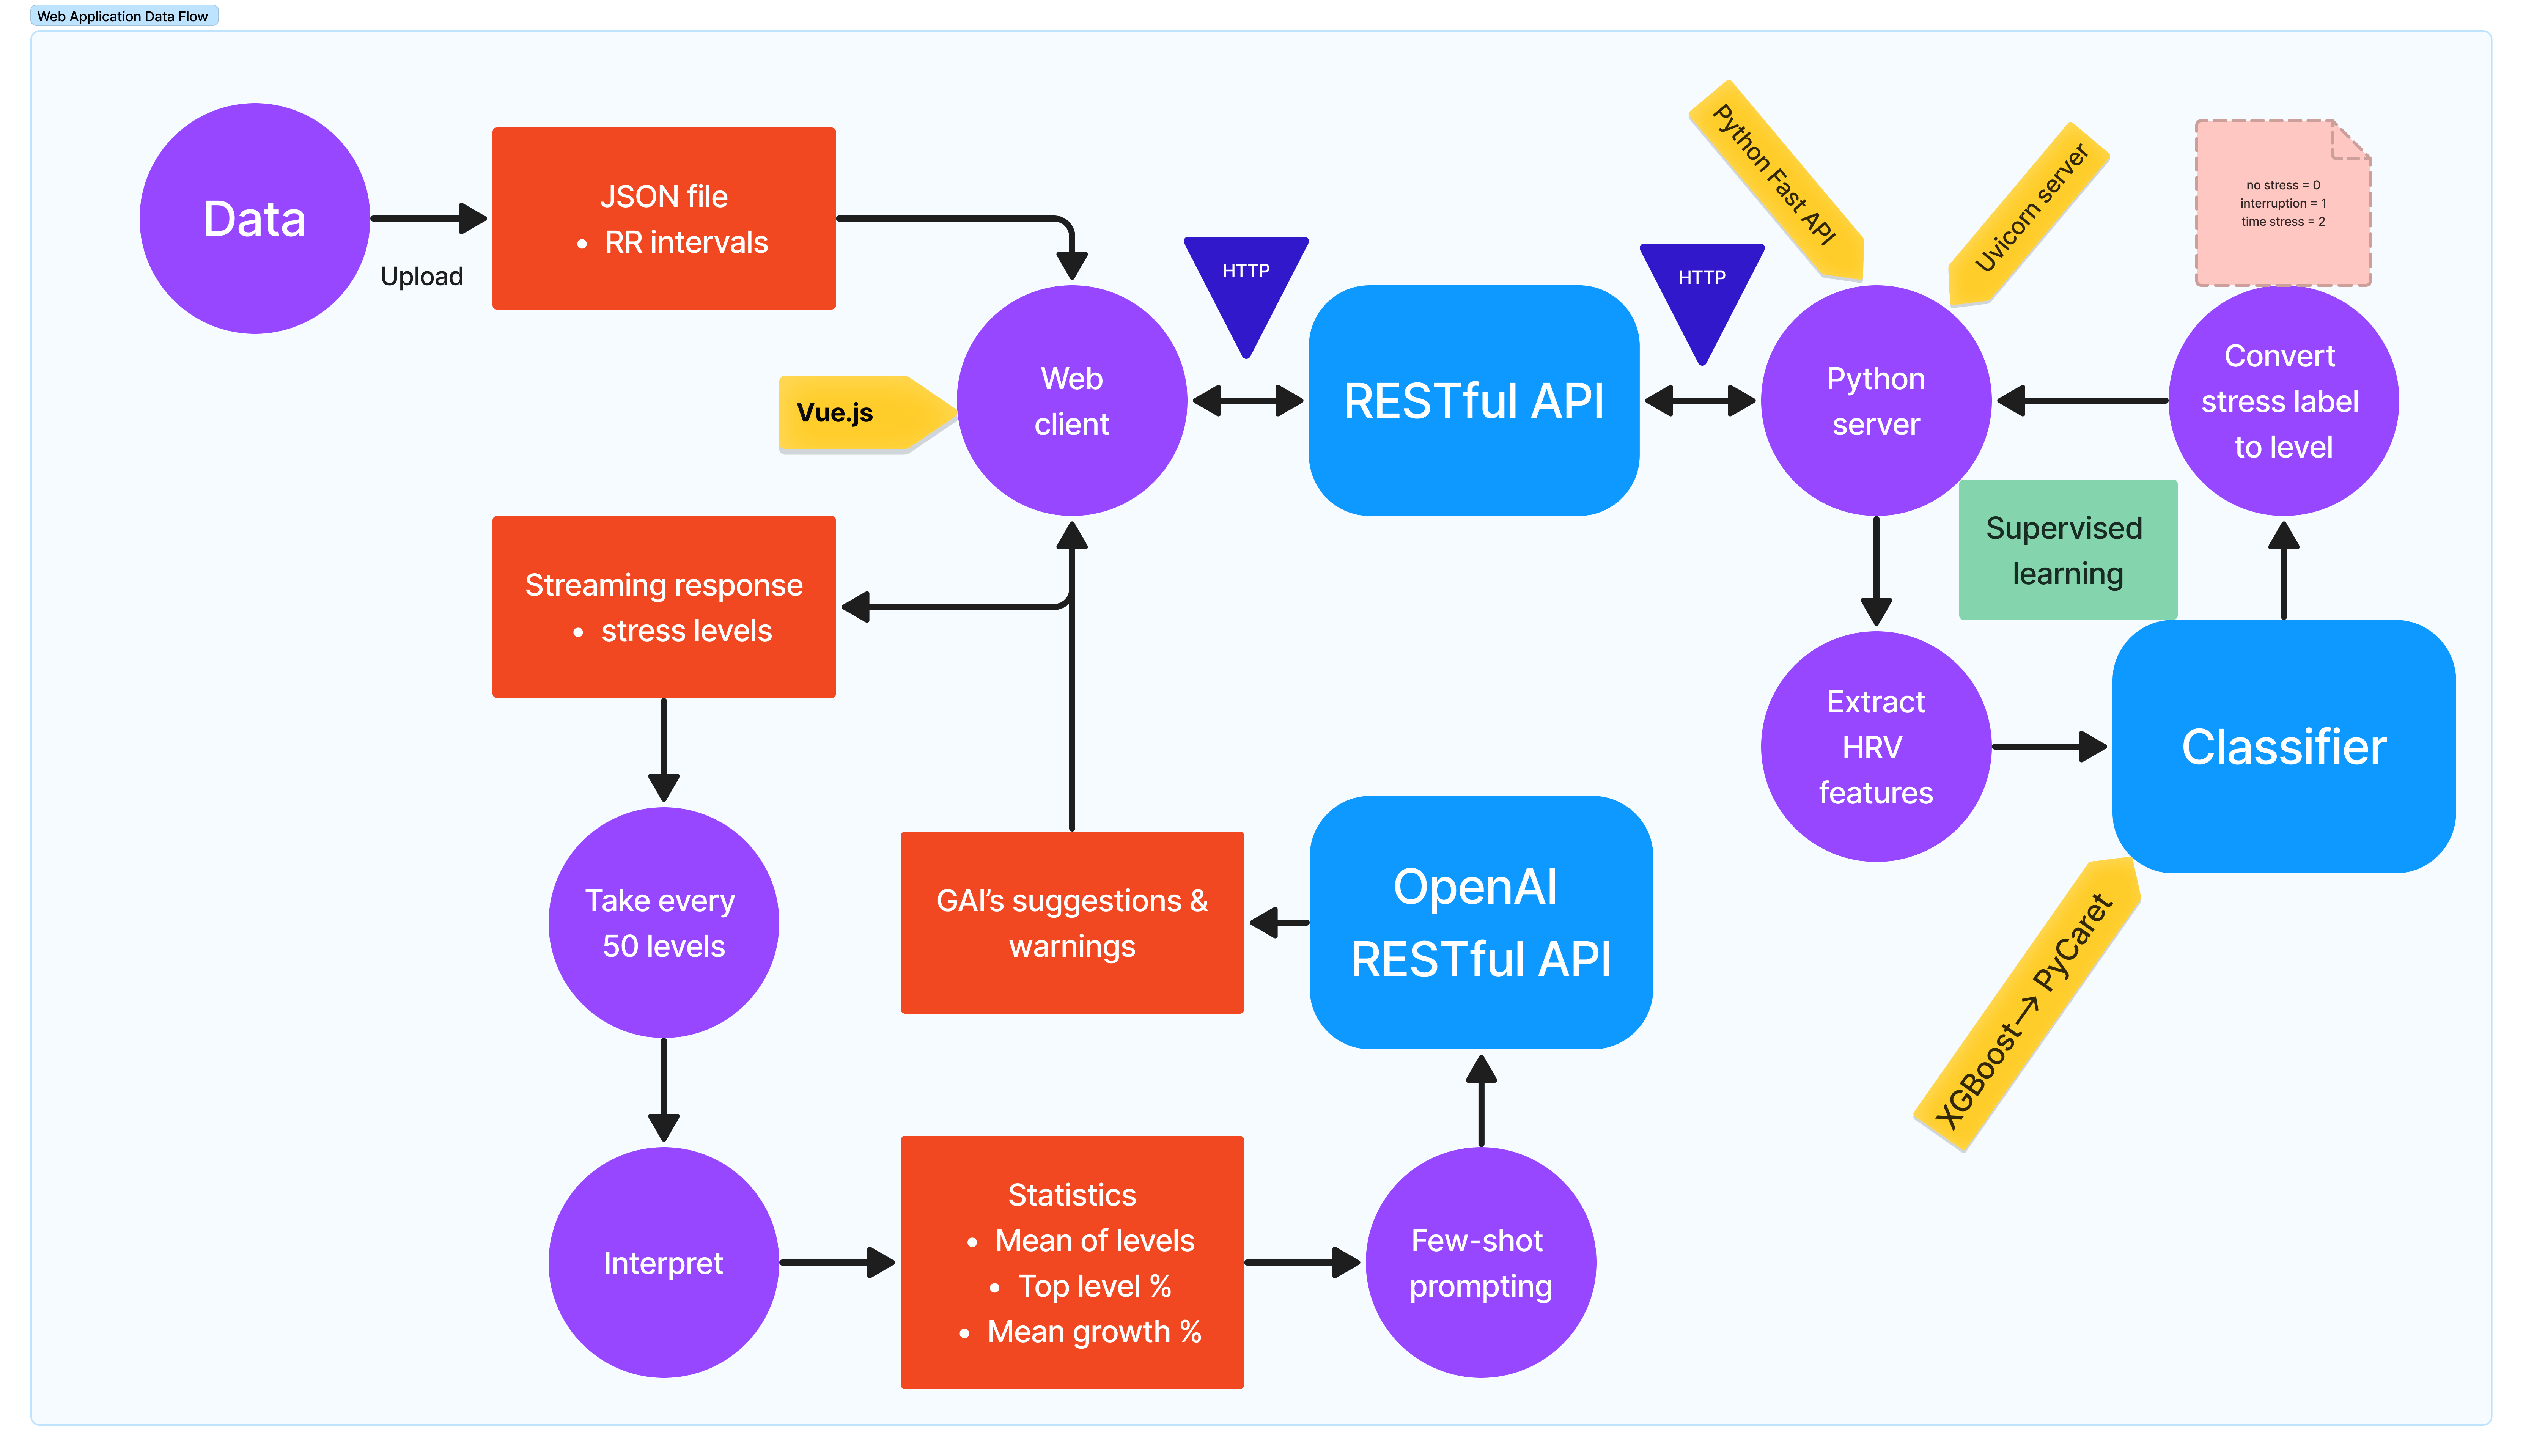 Web Application Data Flow
Data
Upload
JSON file
• RR intervals
Vue.js
Web
client
HTTP
RESTful API
HTTP
Python Fast API
Uvicorn server
Python
server
no stress = 0
interruption = 1
time stress = 2
Convert
stress label
to level
Supervised
learning
Extract
HRV
features
Classifier
XGBoost→ PyCaret
Streaming response
• stress levels
Take every
50 levels
Interpret
Statistics
• Mean of levels
• Top level %
• Mean growth %
Few-shot
prompting
OpenAI
RESTful API
GAI’s suggestions &
warnings